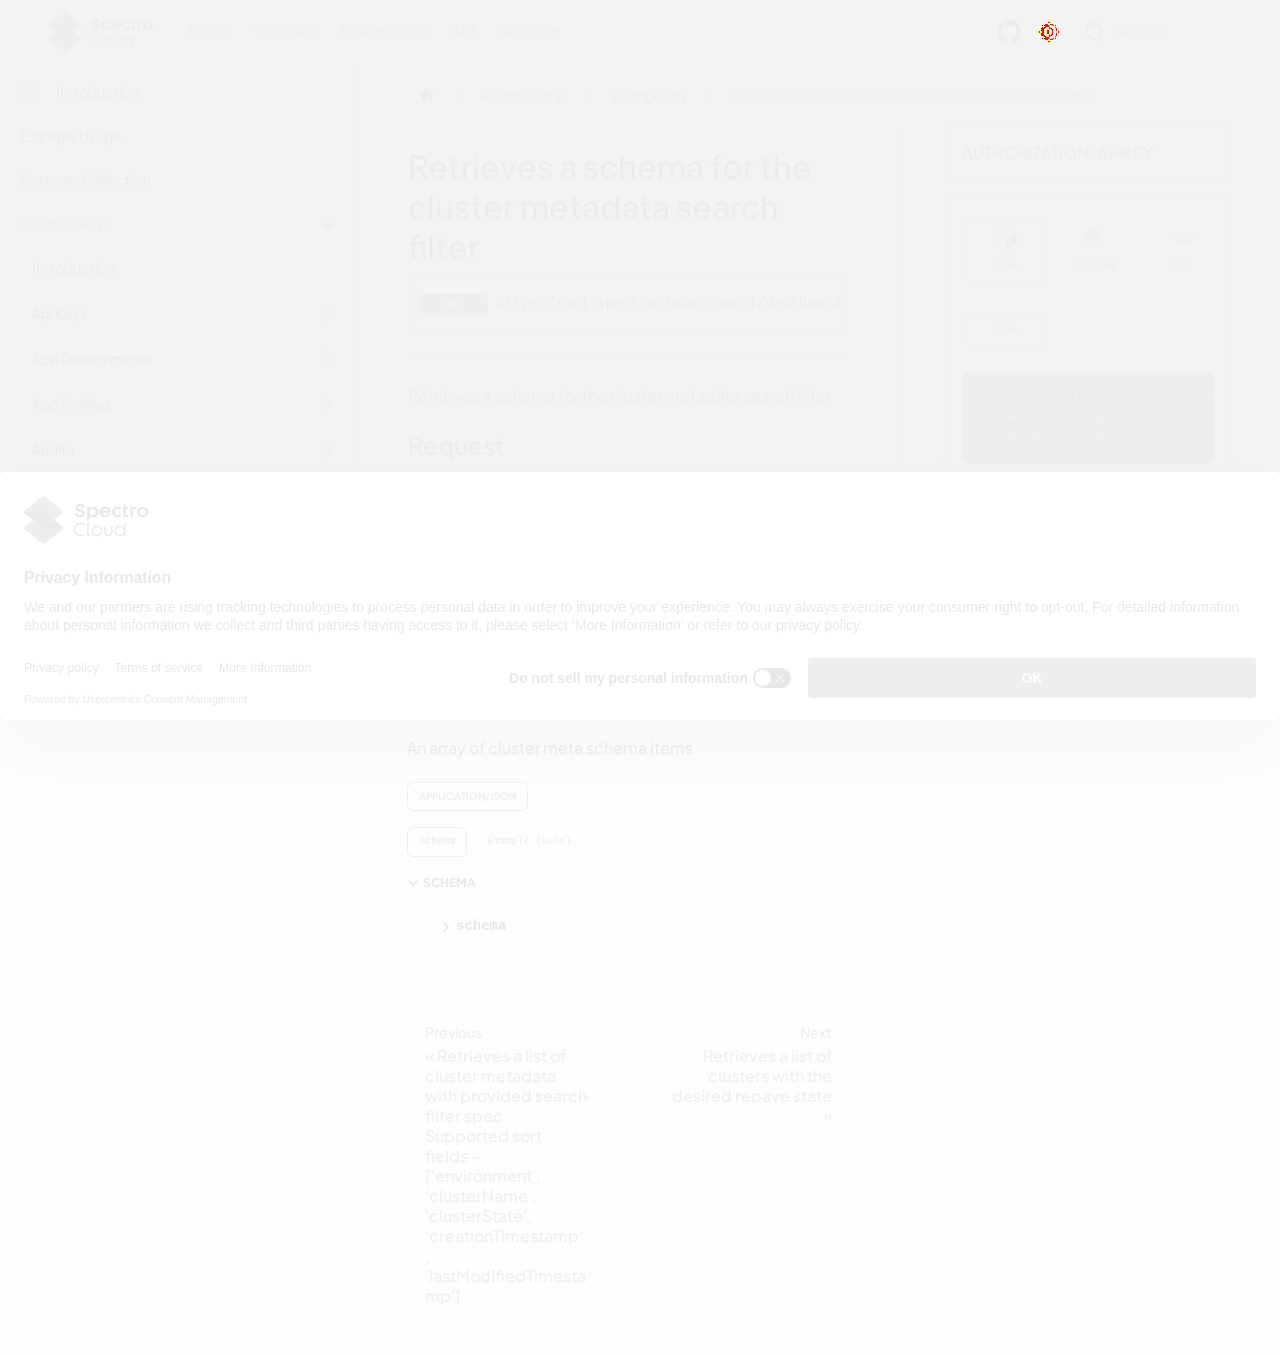 Spectro Cloud
Docs
Tutorials
Downloads
API
latest
Search
Introduction
Example Usage
Postman Collection
Palette API V1
Introduction
Api Keys
App Deployments
App Profiles
Audits
Palette API V1
Dashboard
Retrieves a schema for the cluster metadata search filter
Retrieves a schema for the
cluster metadata search
filter
GET
https://api.spectrocloud.com/v1/dashboard/
Retrieves a schema for the cluster metadata search filter
Request
AUTHORIZATION: APIKEY
CURL
PYTHON
GO
CURL
Spectro
Cloud
Privacy Information
We and our partners are using tracking technologies to process personal data in order to improve your experience. You may always exercise your consumer right to opt-out. For detailed information
about personal information we collect and third parties having access to it, please select 'More Information' or refer to our privacy policy.
Privacy policy
Terms of service
More Information
Powered by Usercentrics Consent Management
Do not sell my personal information
OK
An array of cluster meta schema items
APPLICATION/JSON
Schema
Example (auto)
SCHEMA
schema
Previous
« Retrieves a list of
cluster metadata
with provided search
filter spec
Supported sort
fields -
['environment',
'clusterName',
'clusterState',
'creationTimestamp'
,
'lastModifiedTimesta
mp']
Next
Retrieves a list of
clusters with the
desired repave state
»